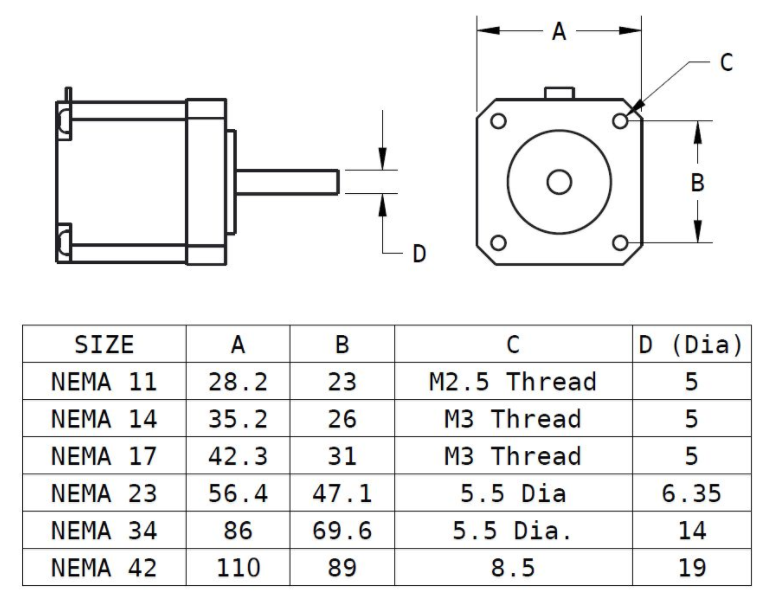 A
C
B
D
SIZE A B C D (Dia)
NEMA 11 28.2 23 M2.5 Thread 5
NEMA 14 35.2 26 M3 Thread 5
NEMA 17 42.3 31 M3 Thread 5
NEMA 23 56.4 47.1 5.5 Dia 6.35
NEMA 34 86 69.6 5.5 Dia. 14
NEMA 42 110 89 8.5 19